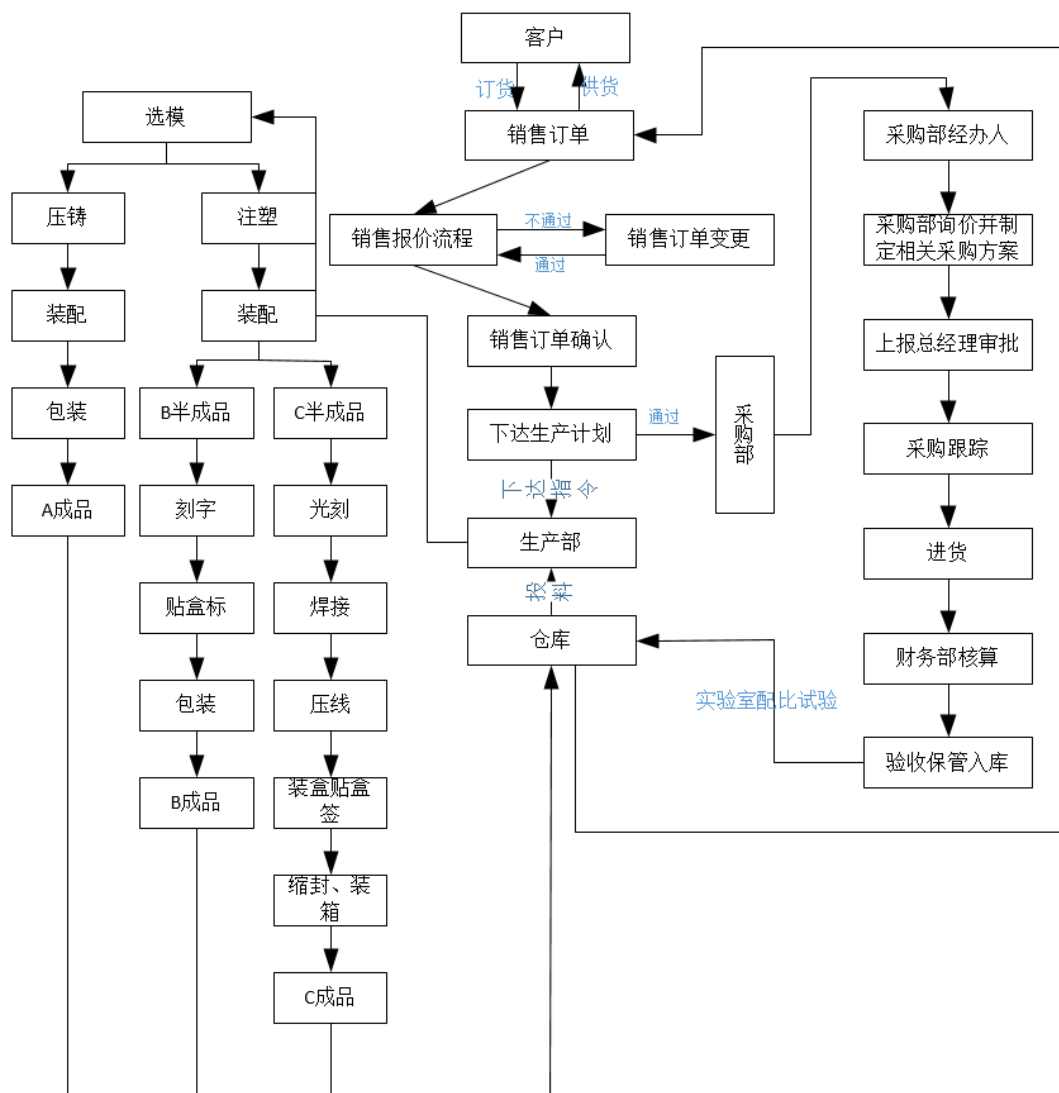 客户
订货
供货
选模
销售订单
采购部经办人
压铸
注塑
销售报价流程
不通过
通过
销售订单变更
采购部询价并制
定相关采购方案
装配
装配
销售订单确认
上报总经理审批
包装
B半成品
C半成品
下达生产计划
通过
采购部
采购跟踪
下达指令
A成品
刻字
光刻
生产部
进货
投料
贴盒标
焊接
仓库
财务部核算
实验室配比试验
包装
压线
验收保管入库
B成品
装盒贴盒
签
缩封、装
箱
C成品